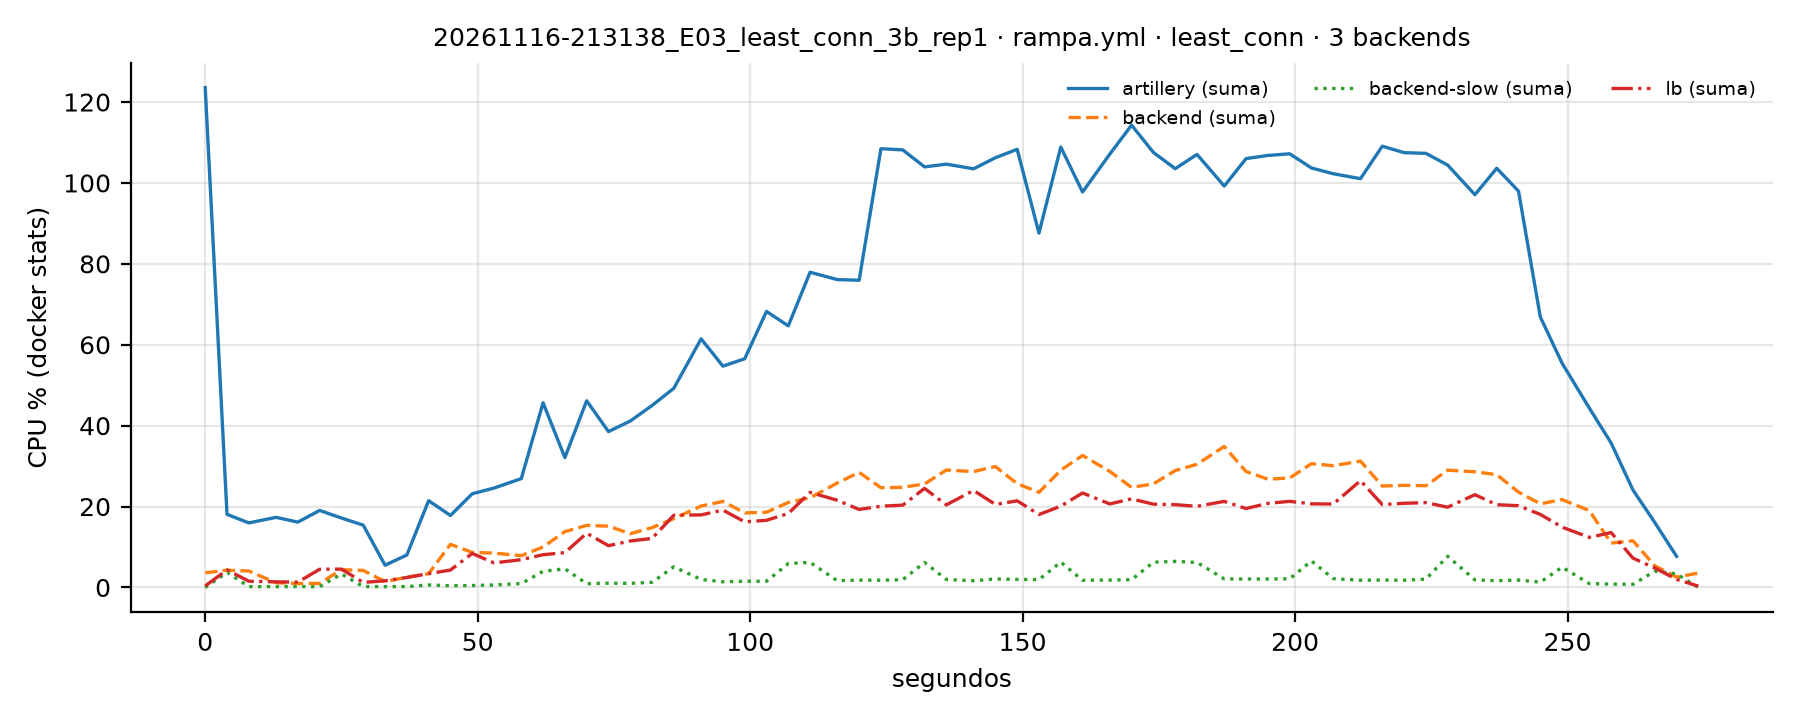 20261116-213138_E03_least_conn_3b_rep1 · rampa.yml · least_conn · 3 backends
artillery (suma)
backend (suma)
backend-slow (suma)
lb (suma)
CPU % (docker stats)
120
100
80
60
40
20
0
0 50 100 150 200 250
segundos